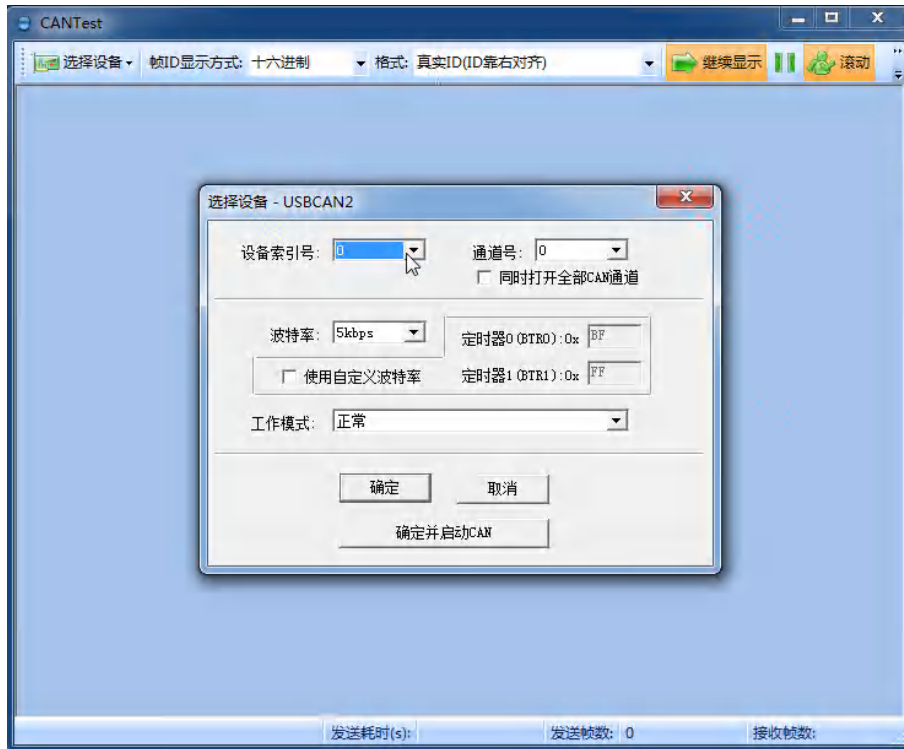 CANTest
选择设备 帧ID显示方式: 十六进制 格式: 真实ID(ID靠右对齐) 继续显示 滚动
选择设备 - USBCAN2
设备索引号: 0 通道号: 0
同时打开全部CAN通道
波特率: 5kbps 定时器0(BTR0):0x BF
使用自定义波特率 定时器1(BTR1):0x FF
工作模式: 正常
确定 取消
确定并启动CAN
发送耗时(s): 发送帧数: 0 接收帧数: